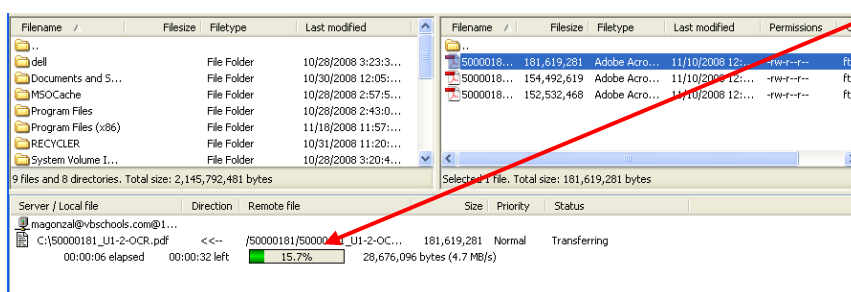 Filename / Filesize Filetype Last modified
..
dell File Folder 10/28/2008 3:23:3...
Documents and S... File Folder 10/30/2008 12:05:...
MSOCache File Folder 10/28/2008 2:57:5...
Program Files File Folder 10/28/2008 2:43:0...
Program Files (x86) File Folder 11/18/2008 11:57:...
RECYCLER File Folder 10/31/2008 11:20:...
System Volume I... File Folder 10/28/2008 3:20:4...
9 files and 8 directories. Total size: 2,145,792,481 bytes
Filename / Filesize Filetype Last modified Permissions
..
5000018... 181,619,281 Adobe Acro... 11/10/2008 12:... -rw-r--r-- ft
5000018... 154,492,619 Adobe Acro... 11/10/2008 12:... -rw-r--r-- ft
5000018... 152,532,468 Adobe Acro... 11/10/2008 12:... -rw-r--r-- ft
Selected 1 file. Total size: 181,619,281 bytes
Server / Local file Direction Remote file Size Priority Status
magonzal@vbschools.com@1...
C:\50000181_U1-2-OCR.pdf <<-- /50000181/50000181_U1-2-OC... 181,619,281 Normal Transferring
00:00:06 elapsed 00:00:32 left 15.7% 28,676,096 bytes (4.7 MB/s)